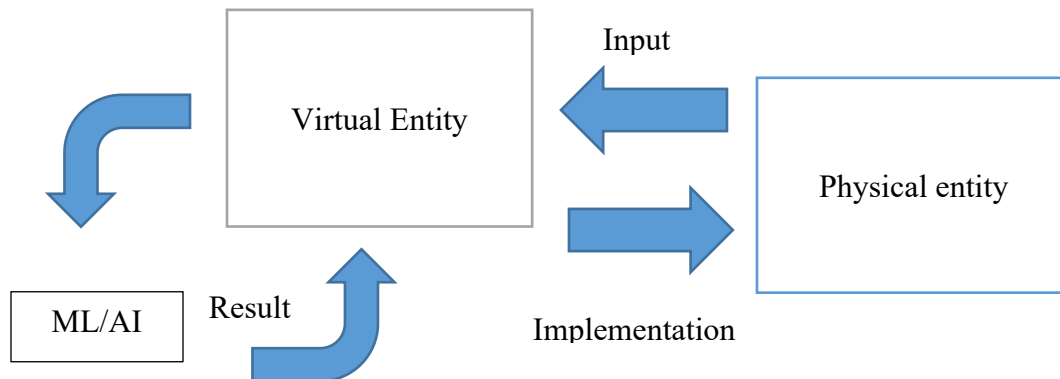 Input
Virtual Entity
Physical entity
ML/AI
Result
Implementation